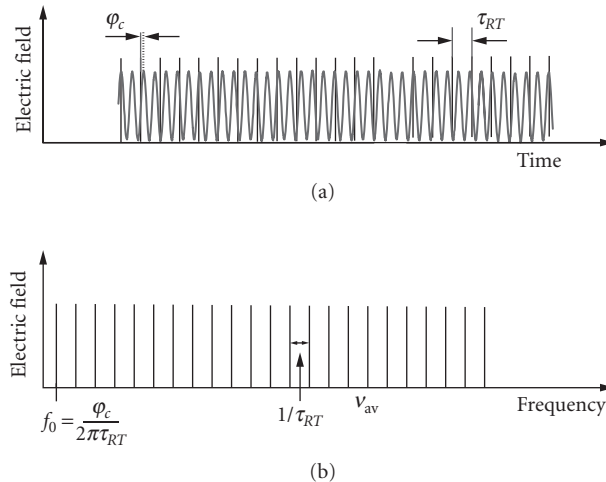 φc
τRT
Electric field
Time
(a)
Electric field
f0 = φc / 2πτRT
1/τRT
νav
Frequency
(b)